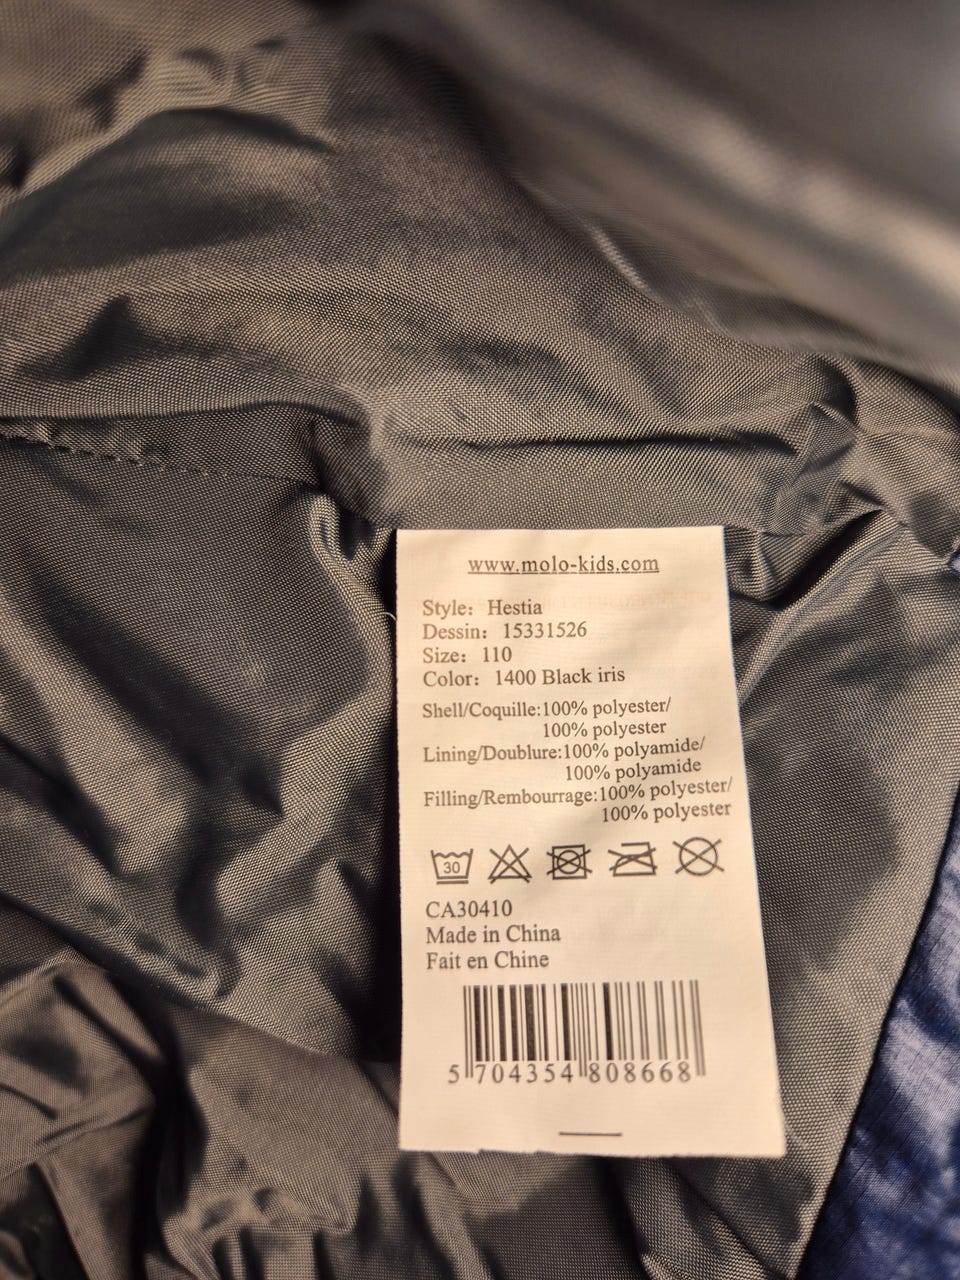 www.molo-kids.com
Style: Hestia
Dessin: 15331526
Size: 110
Color: 1400 Black iris
Shell/Coquille:100% polyester/
100% polyester
Lining/Doublure:100% polyamide/
100% polyamide
Filling/Rembourrage:100% polyester/
100% polyester
30
CA30410
Made in China
Fait en Chine
5 704354 808668